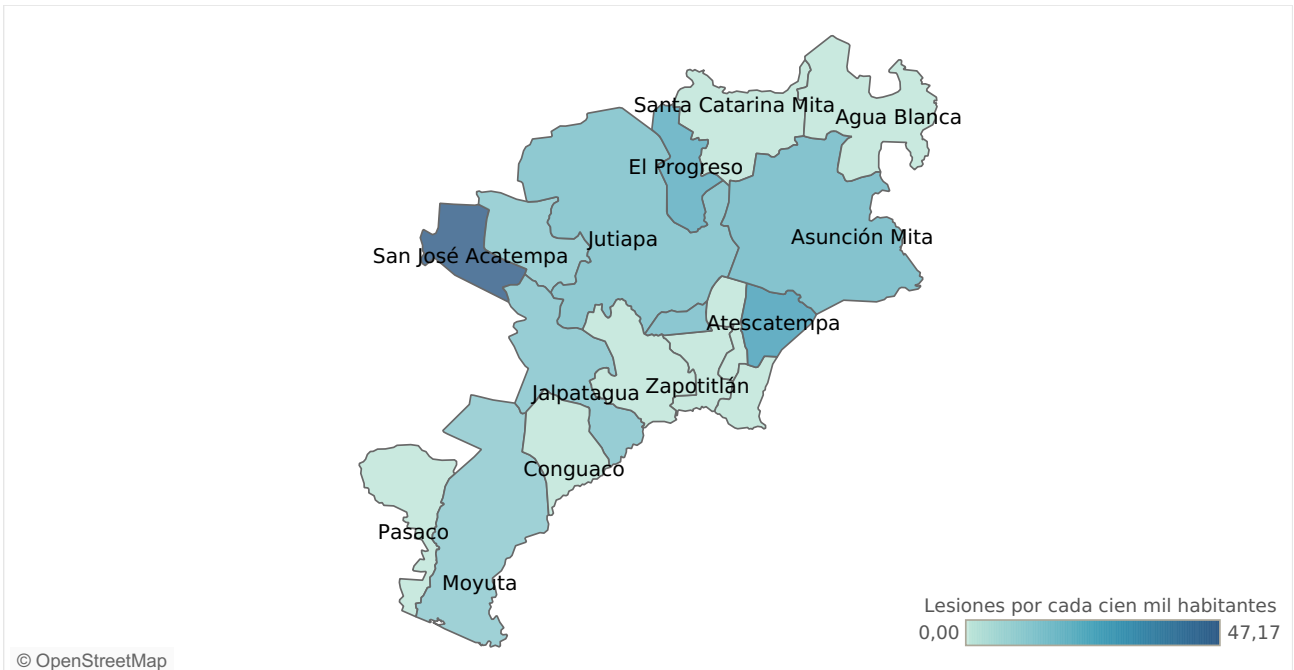 Santa Catarina Mita
Agua Blanca
El Progreso
Jutiapa
Asunción Mita
San José Acatempa
Atescatempa
Jalpatagua
Zapotitlán
Conguaco
Pasaco
Moyuta
Lesiones por cada cien mil habitantes
0,00 47,17
© OpenStreetMap